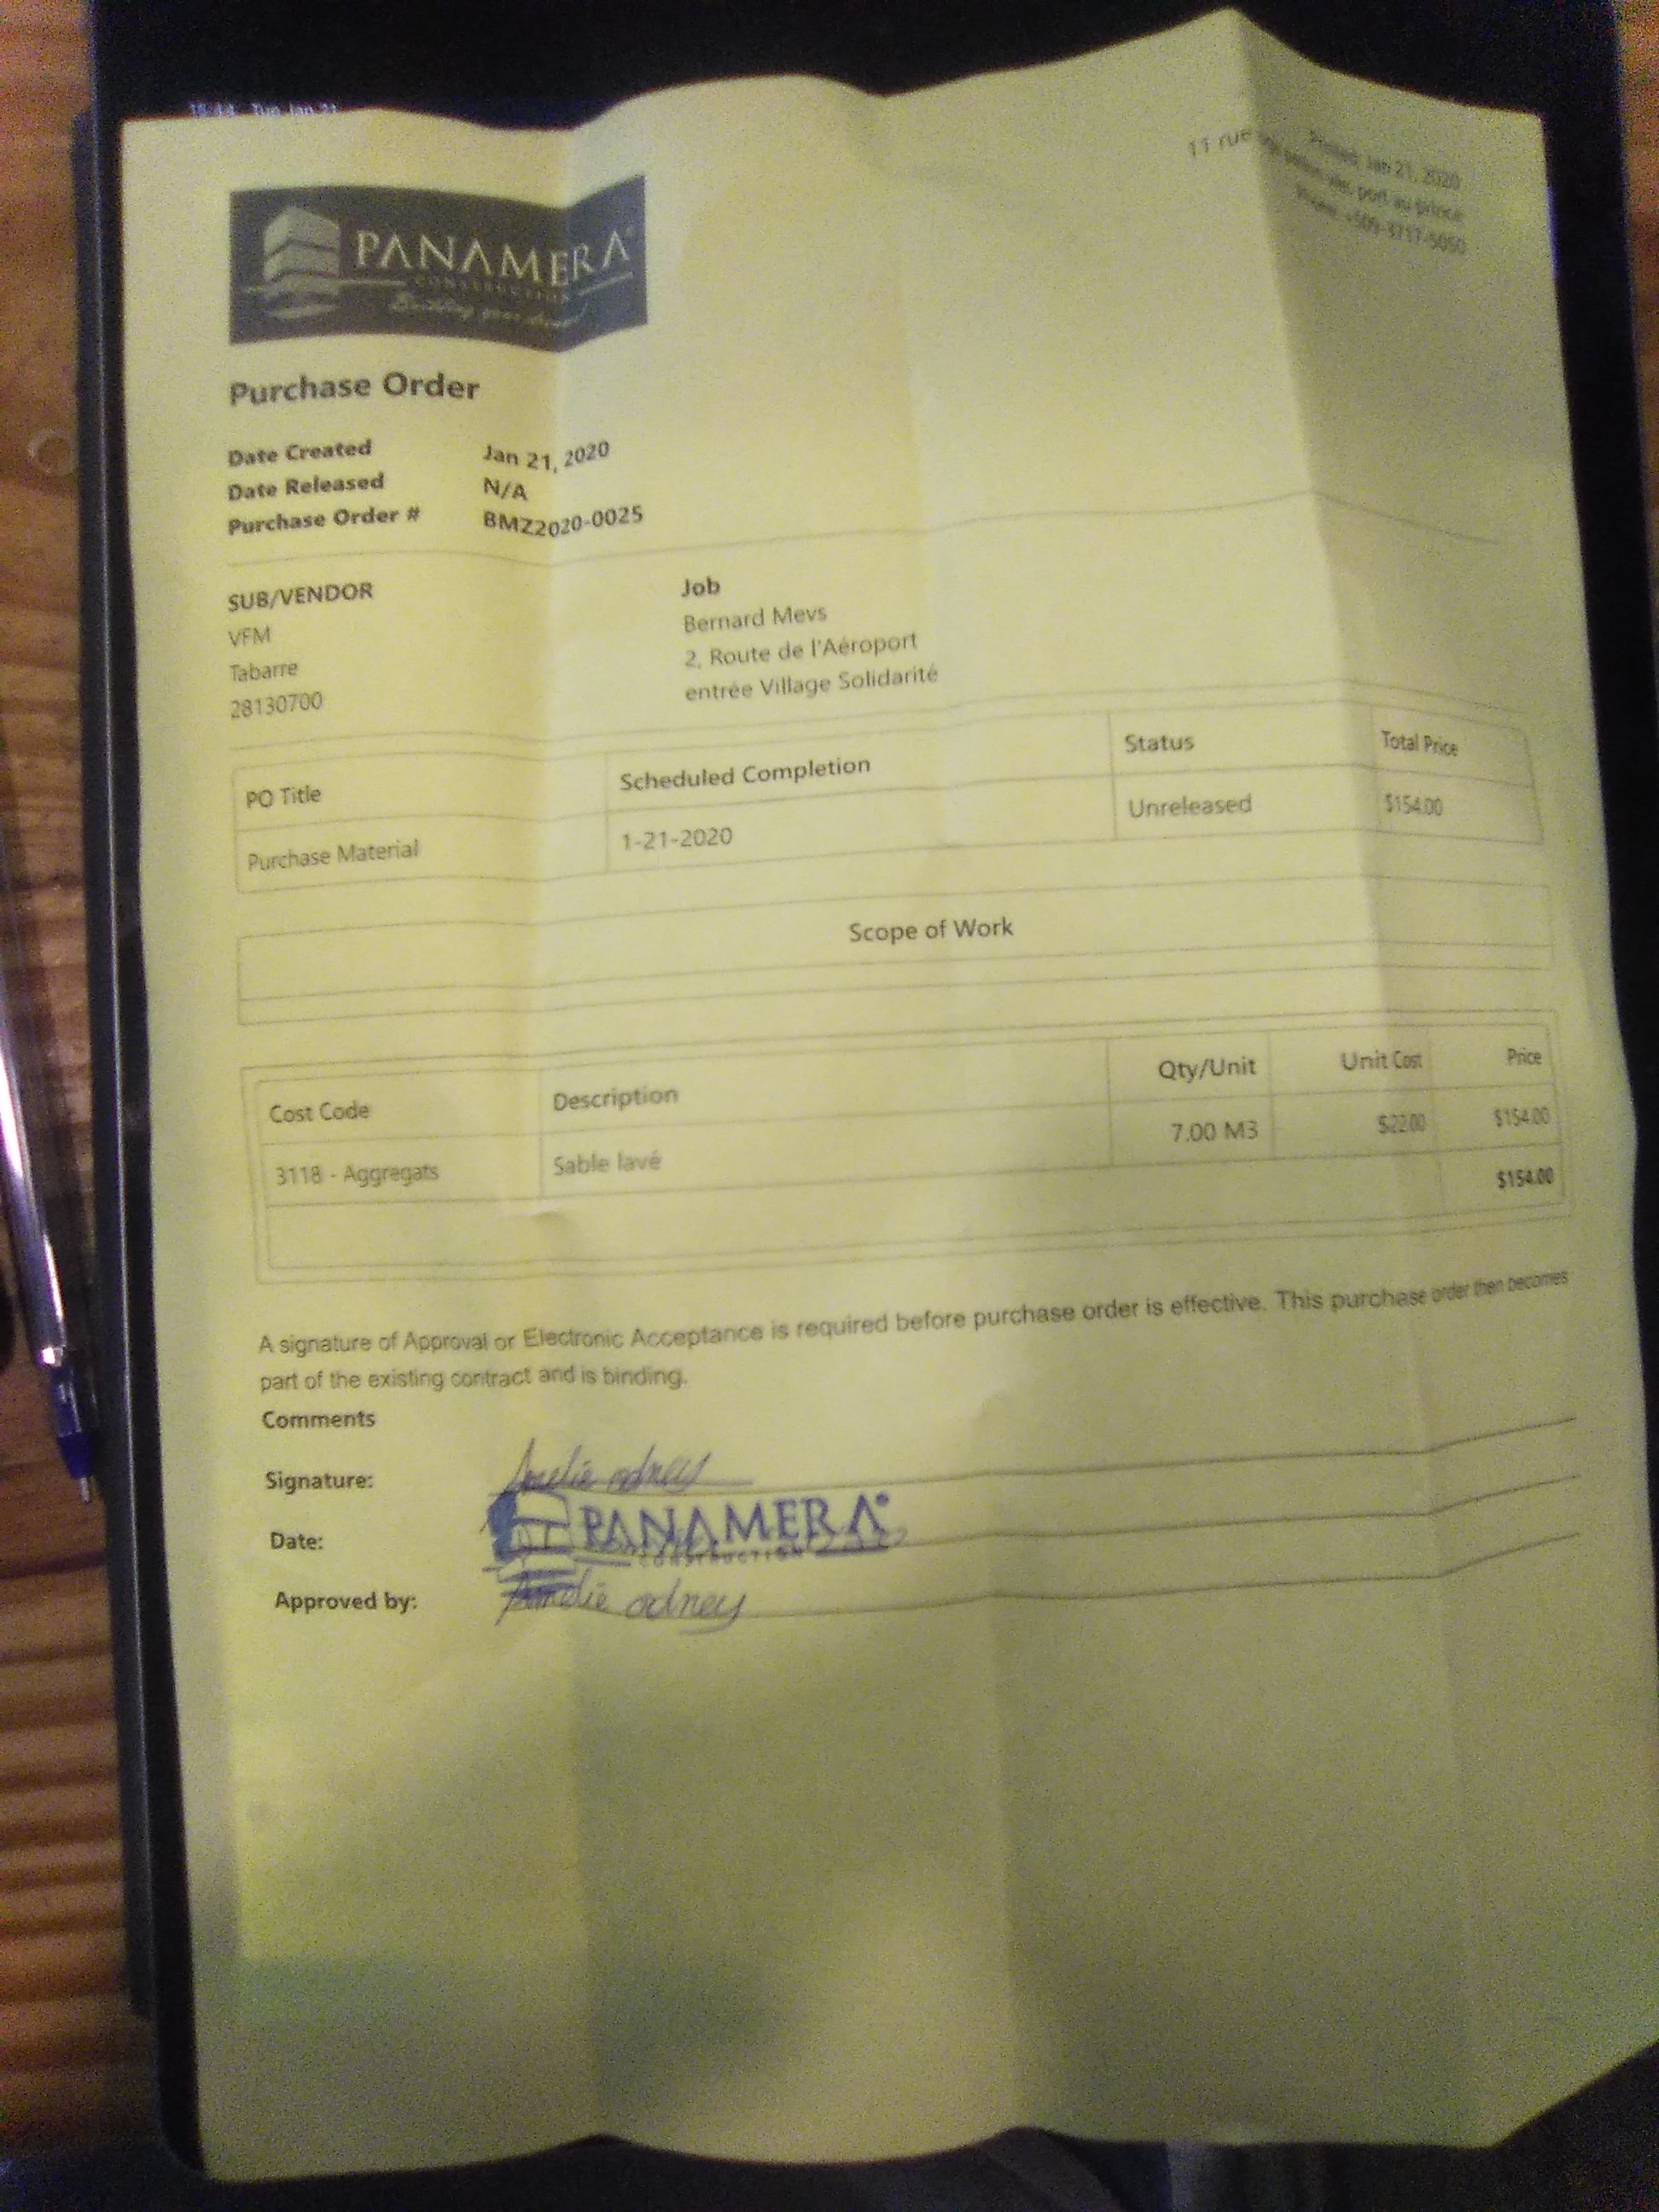 Tue Jan 21
Printed: Jan 21, 2020
11 rue port au prince
Phone: +509-3717-5050
PANAMERA
CONSTRUCTION
Building your dream!
Purchase Order
Date Created Jan 21, 2020
Date Released N/A
Purchase Order # BMZ2020-0025
SUB/VENDOR Job
VFM Bernard Mevs
Tabarre 2, Route de l'Aéroport
28130700 entrée Village Solidarité
PO Title Scheduled Completion Status Total Price
Purchase Material 1-21-2020 Unreleased $154.00
Scope of Work
Cost Code Description Qty/Unit Unit Cost Price
3118 - Aggregats Sable lavé 7.00 M3 $22.00 $154.00
$154.00
A signature of Approval or Electronic Acceptance is required before purchase order is effective. This purchase order then becomes
part of the existing contract and is binding.
Comments
Signature: odney
Date:
PANAMERA
CONSTRUCTION
Approved by: odney